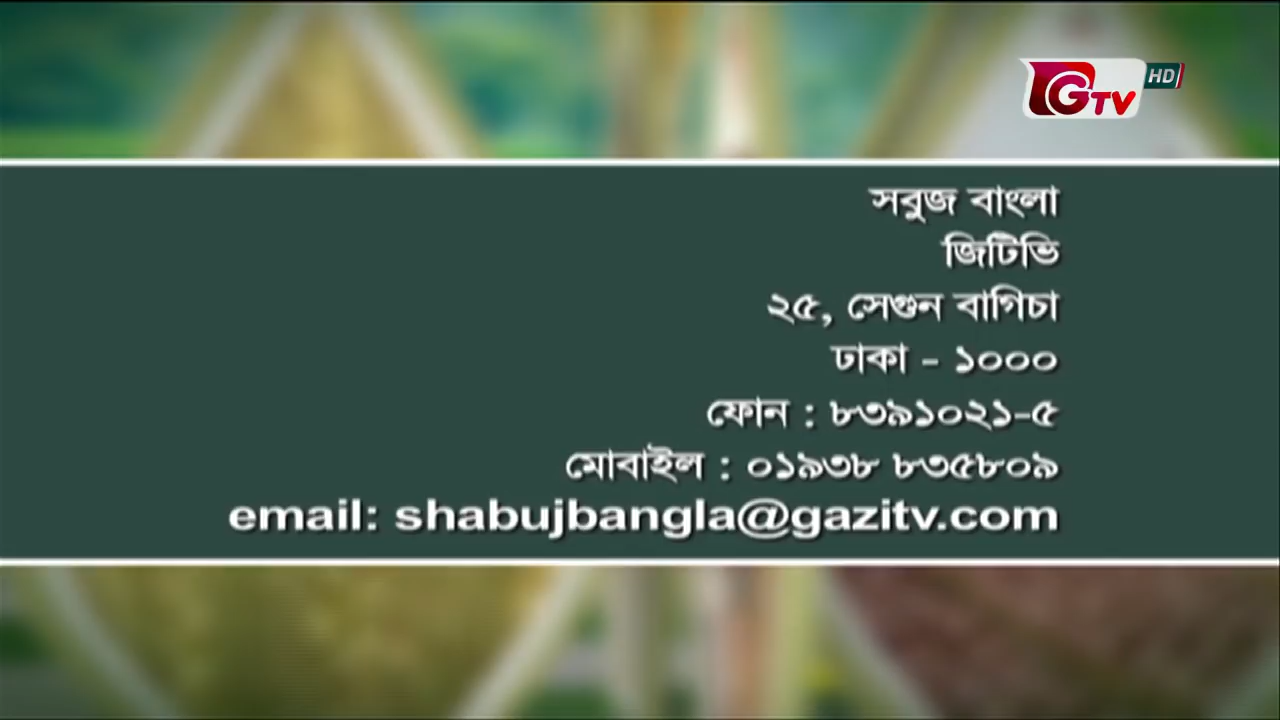 GTV HD
সবুজ বাংলা
জিটিভি
২৫, সেগুন বাগিচা
ঢাকা - ১০০০
ফোন : ৮৩৯১০২১-৫
মোবাইল : ০১৯৩৮ ৮৩৫৮০৯
email: shabujbangla@gazitv.com